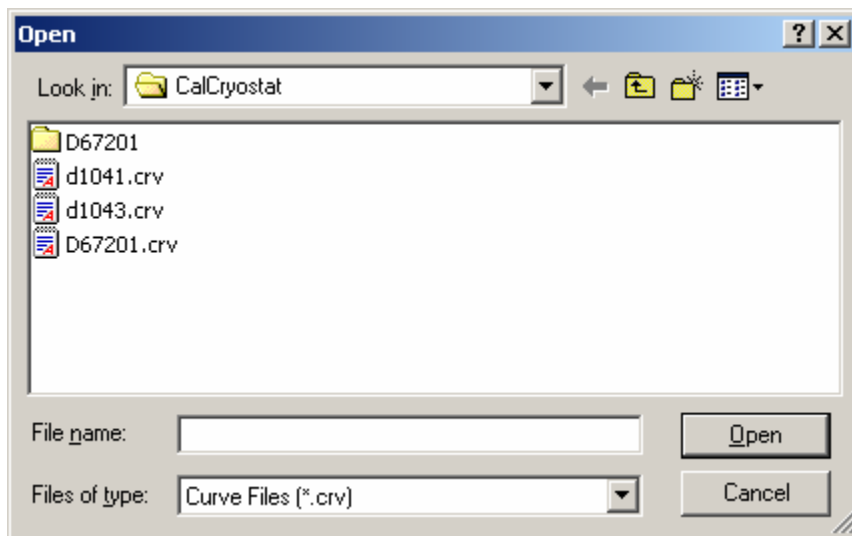 Open
Look in: CalCryostat
D67201
d1041.crv
d1043.crv
D67201.crv
File name:
Open
Files of type: Curve Files (*.crv)
Cancel